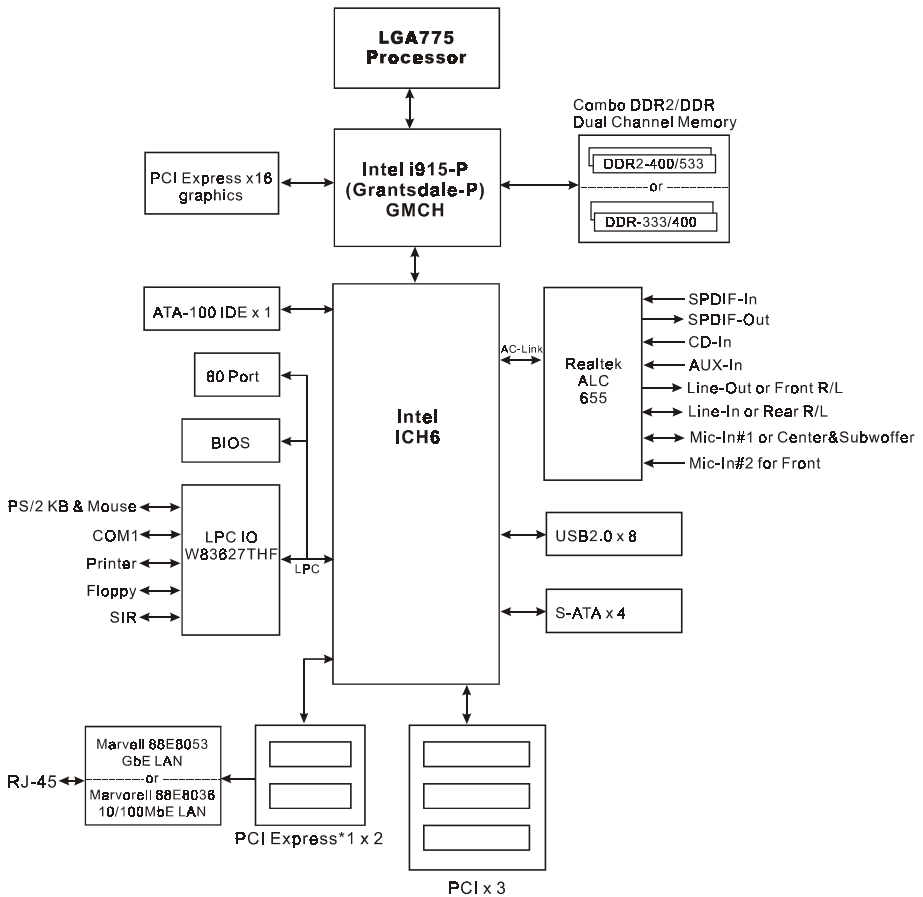 LGA775
Processor
Combo DDR2/DDR
Dual Channel Memory
PCI Express x16
graphics
Intel i915-P
(Grantsdale-P)
GMCH
DDR2-400/533
or
DDR-333/400
ATA-100 IDE x 1
80 Port
BIOS
Intel
ICH6
AC-Link
Realtek
ALC
655
SPDIF-In
SPDIF-Out
CD-In
AUX-In
Line-Out or Front R/L
Line-In or Rear R/L
Mic-In#1 or Center&Subwoffer
Mic-In#2 for Front
PS/2 KB & Mouse
COM1
Printer
Floppy
SIR
LPC IO
W83627THF
LPC
USB2.0 x 8
S-ATA x 4
RJ-45
Marvell 88E8053
GbE LAN
or
Marvorell 88E8036
10/100MbE LAN
PCI Express*1 x 2
PCI x 3